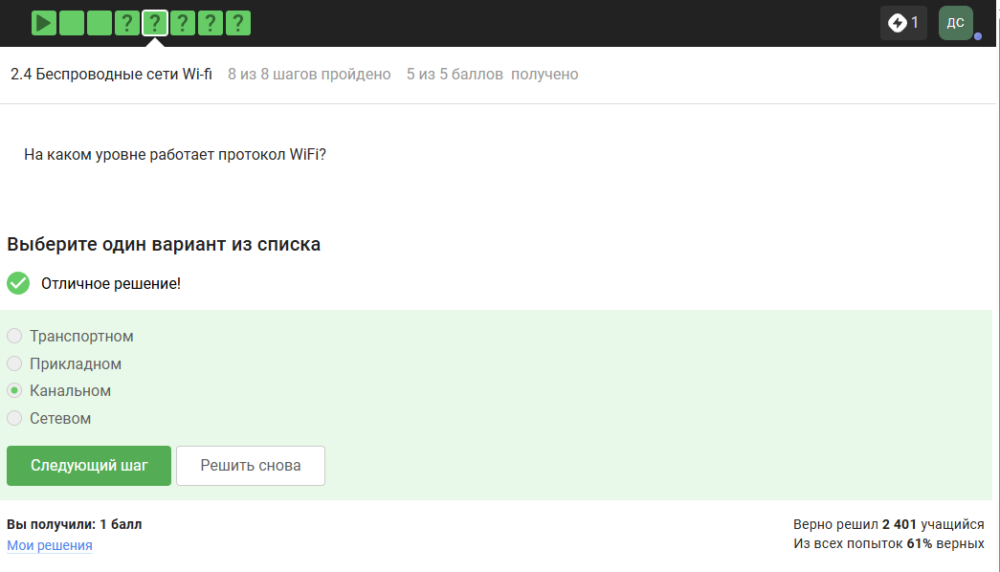 ? ? ? ? ?
1
ДС
2.4 Беспроводные сети Wi-fi 8 из 8 шагов пройдено 5 из 5 баллов получено
На каком уровне работает протокол WiFi?
Выберите один вариант из списка
Отличное решение!
Транспортном
Прикладном
Канальном
Сетевом
Следующий шаг
Решить снова
Вы получили: 1 балл
Мои решения
Верно решил 2 401 учащийся
Из всех попыток 61% верных